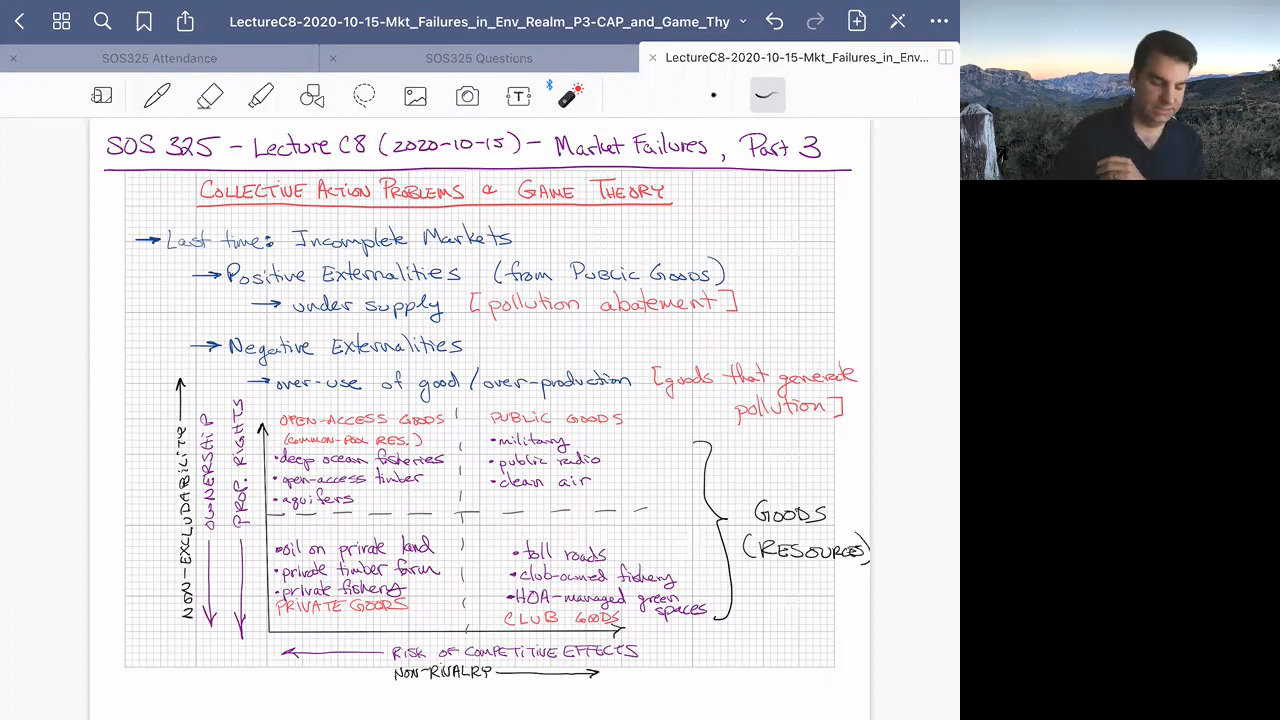 LectureC8-2020-10-15-Mkt_Failures_in_Env_Realm_P3-CAP_and_Game_Thy
SOS325 Attendance
SOS325 Questions
LectureC8-2020-10-15-Mkt_Failures_in_Env...
SOS 325 - Lecture C8 (2020-10-15) - Market Failures, Part 3
COLLECTIVE ACTION PROBLEMS & GAME THEORY
→ Last time: Incomplete Markets
→ Positive Externalities (from PUBLIC GOODS)
→ under supply [pollution abatement]
→ Negative Externalities
→ over-use of good / over-production [goods that generate
pollution]
NON-EXCLUDABILITY
OWNERSHIP
PROP. RIGHTS
OPEN-ACCESS GOODS
(COMMON-POOL RES.)
• deep ocean fisheries
• open-access timber
• aquifers
PUBLIC GOODS
• military
• public radio
• clean air
• oil on private land
• private timber farm
• private fishery
PRIVATE GOODS
• toll roads
• club-owned fishery
• HOA-managed green
spaces
CLUB GOODS
GOODS
(RESOURCES)
RISK OF COMPETITIVE EFFECTS
NON-RIVALRY